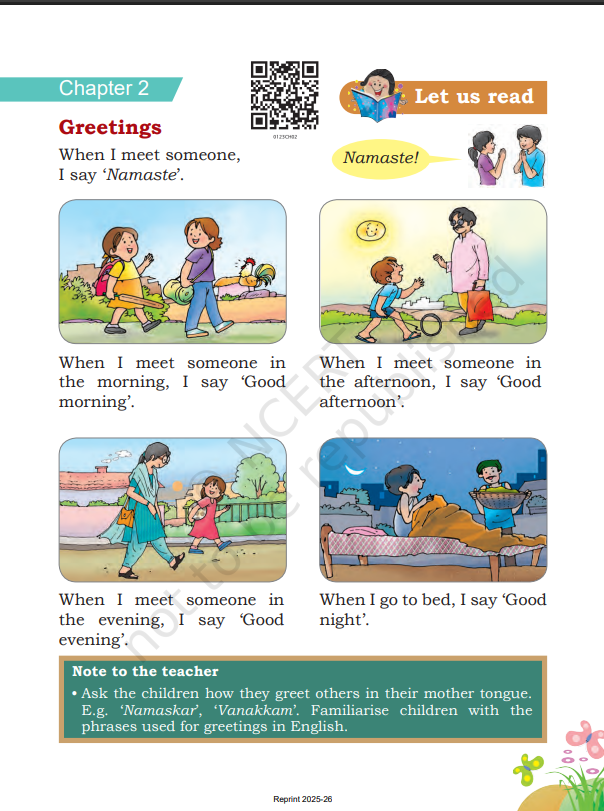 Chapter 2
0123CH02
Let us read
Greetings
When I meet someone,
I say ‘Namaste’.
Namaste!
When I meet someone in
the morning, I say ‘Good
morning’.
When I meet someone in
the afternoon, I say ‘Good
afternoon’.
When I meet someone in
the evening, I say ‘Good
evening’.
When I go to bed, I say ‘Good
night’.
© NCERT
not to be republished
Note to the teacher
• Ask the children how they greet others in their mother tongue.
E.g. ‘Namaskar’, ‘Vanakkam’. Familiarise children with the
phrases used for greetings in English.
Reprint 2025-26